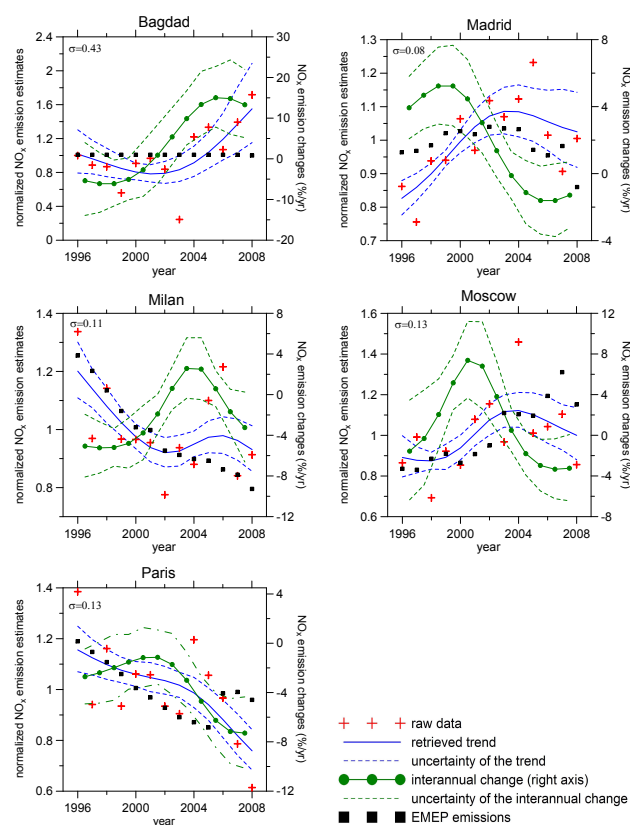 Bagdad
σ=0.43
normalized NOx emission estimates
2.4
2
1.6
1.2
0.8
0.4
0
30
20
10
0
-10
-20
NOx emission changes (%/yr)
1996
2000
2004
2008
year
Madrid
σ=0.08
normalized NOx emission estimates
1.3
1.2
1.1
1
0.9
0.8
0.7
8
4
0
-4
NOx emission changes (%/yr)
1996
2000
2004
2008
year
Milan
σ=0.11
normalized NOx emission estimates
1.4
1.2
1
0.8
8
4
0
-4
-8
-12
NOx emission changes (%/yr)
1996
2000
2004
2008
year
Moscow
σ=0.13
normalized NOx emission estimates
1.6
1.4
1.2
1
0.8
0.6
12
8
4
0
-4
-8
NOx emission changes (%/yr)
1996
2000
2004
2008
year
Paris
σ=0.13
normalized NOx emission estimates
1.4
1.2
1
0.8
0.6
4
0
-4
-8
-12
NOx emission changes (%/yr)
1996
2000
2004
2008
year
raw data
retrieved trend
uncertainty of the trend
interannual change (right axis)
uncertainty of the interannual change
EMEP emissions